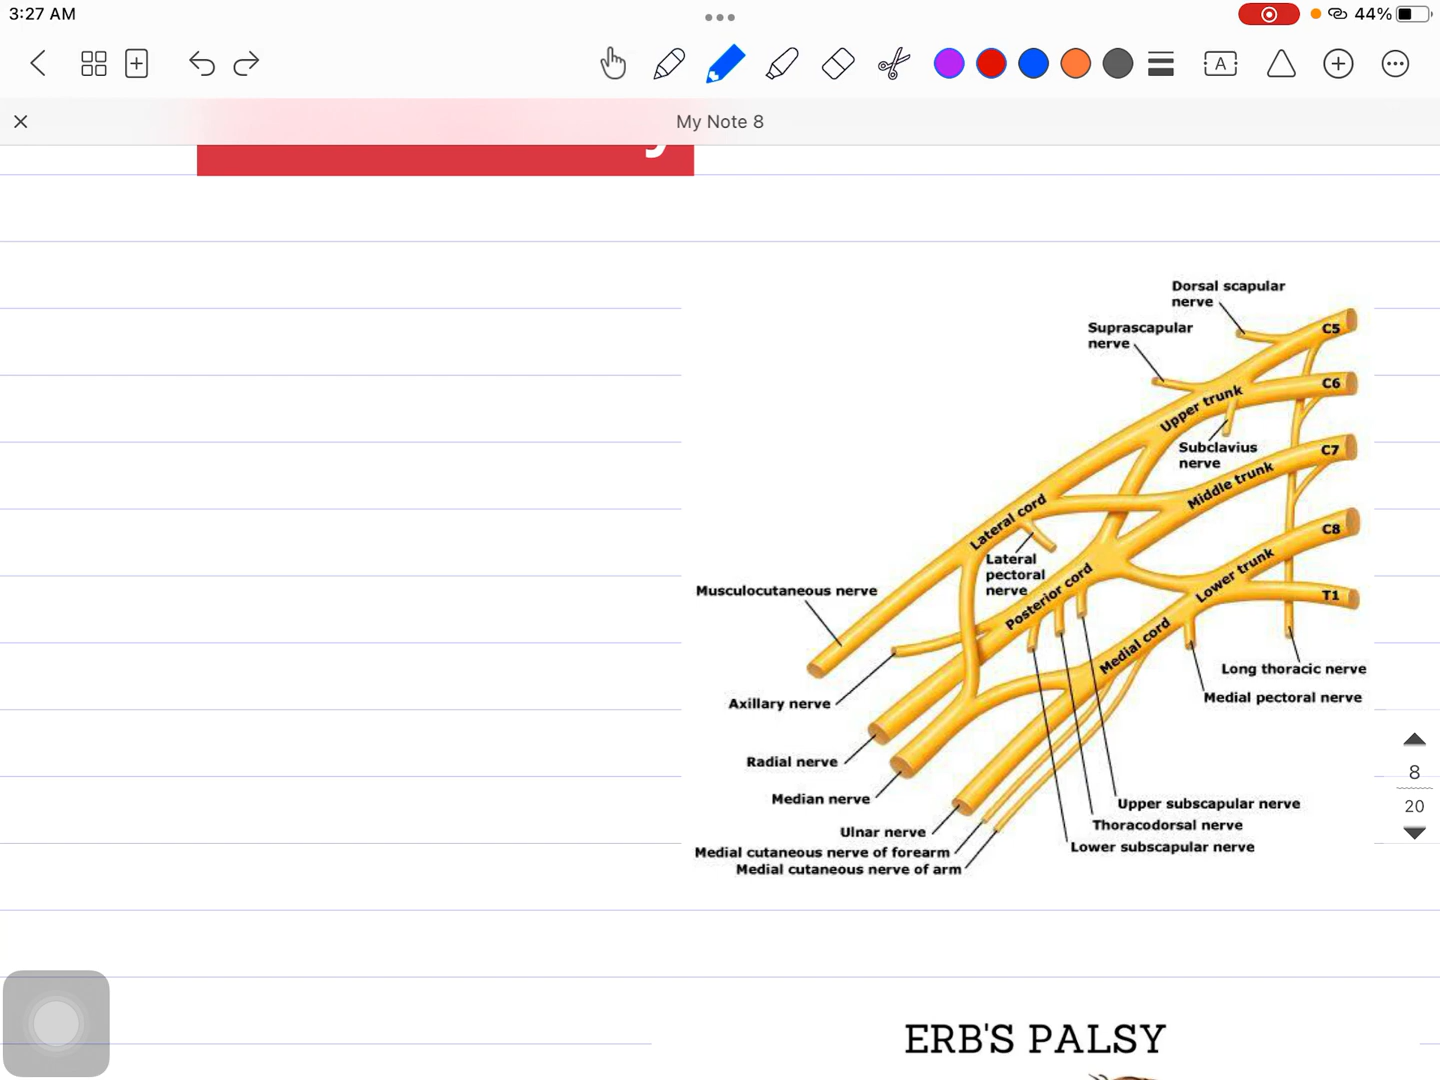 3:27 AM
44%
A
My Note 8
y
Dorsal scapular
nerve
Suprascapular
nerve
C5
C6
Upper trunk
Subclavius
nerve
C7
Middle trunk
Lateral cord
C8
Lateral
pectoral
nerve
Lower trunk
Posterior cord
Musculocutaneous nerve
T1
Medial cord
Long thoracic nerve
Medial pectoral nerve
Axillary nerve
Radial nerve
Median nerve
8
20
Upper subscapular nerve
Thoracodorsal nerve
Ulnar nerve
Lower subscapular nerve
Medial cutaneous nerve of forearm
Medial cutaneous nerve of arm
ERB'S PALSY